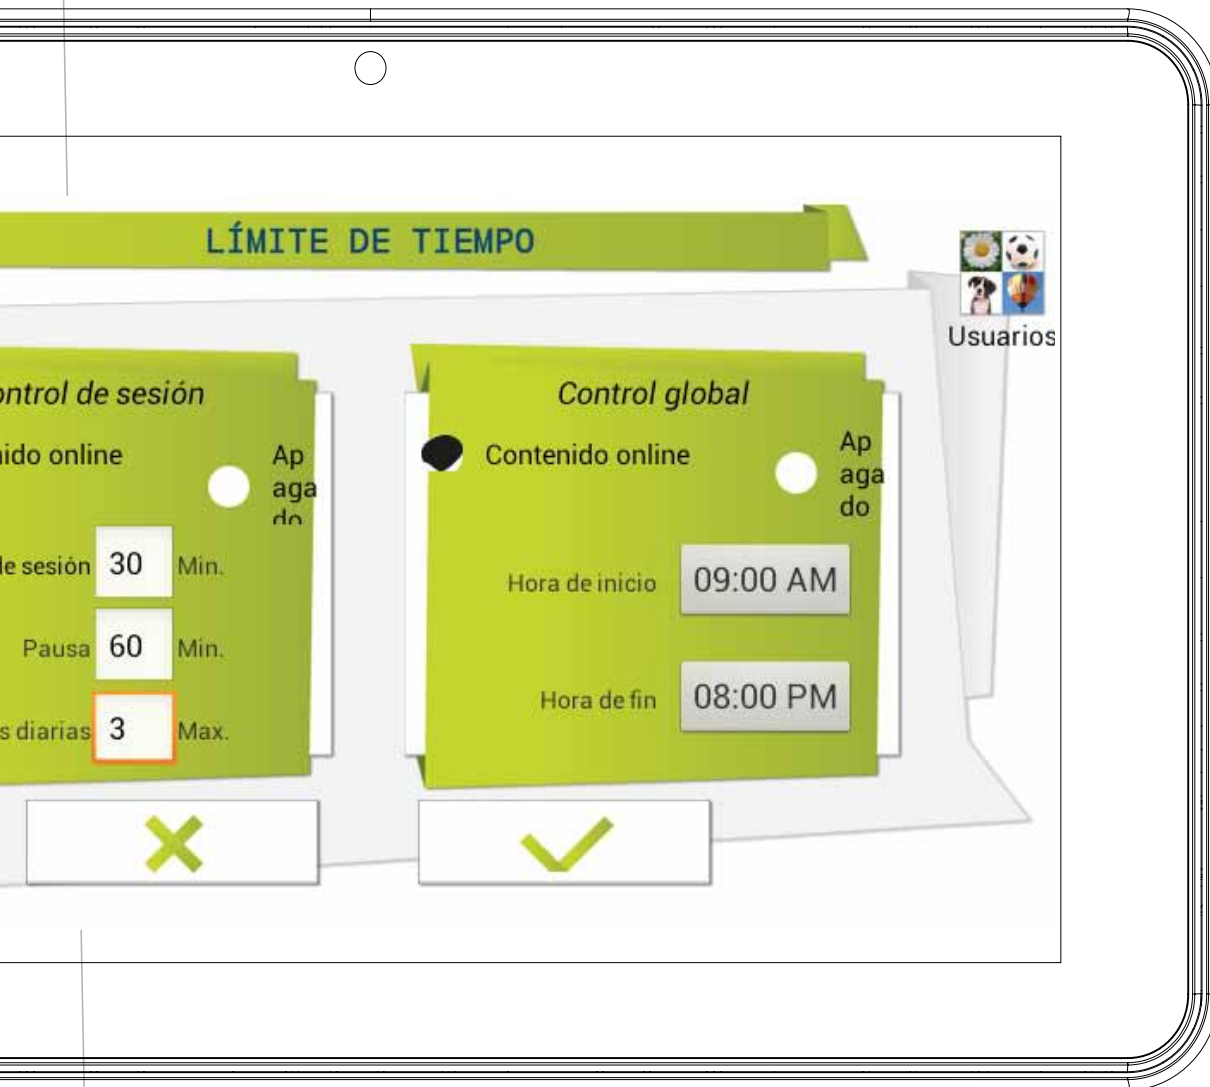 LÍMITE DE TIEMPO
Usuarios
ontrol de sesión
nido online
Ap
aga
do
de sesión 30 Min.
Pausa 60 Min.
s diarias 3 Max.
Control global
Contenido online
Ap
aga
do
Hora de inicio 09:00 AM
Hora de fin 08:00 PM